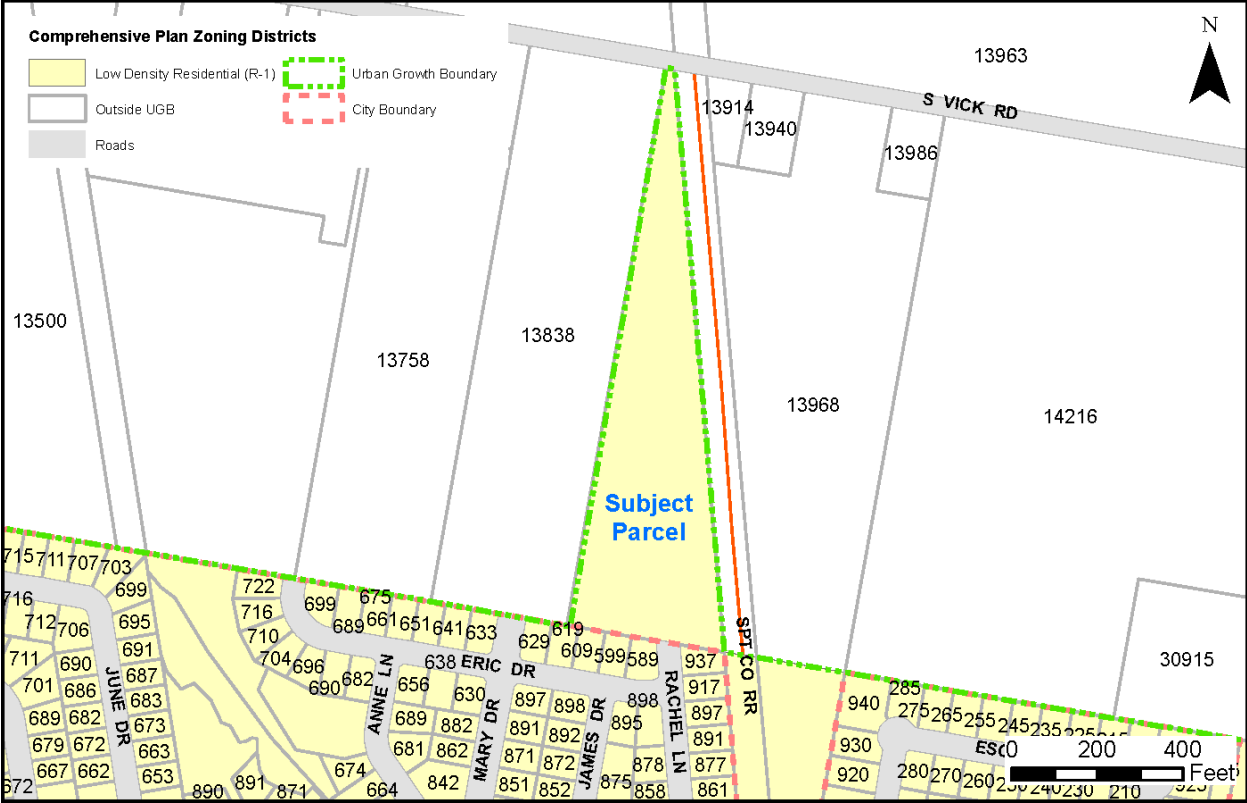 Comprehensive Plan Zoning Districts
Low Density Residential (R-1)
Urban Growth Boundary
Outside UGB
City Boundary
Roads
N
13963
S VICK RD
13914
13940
13986
13500
13758
13838
13968
14216
Subject
Parcel
30915
715 711 707 703
699
716
712 706
695
691
711
690
687
701
686
683
689 682
673
679 672
663
667 662
653
672
JUNE DR
722
716
710
704 696
690 682
699
689
675
661 651 641 633
638
ERIC DR
629
619
609 599 589
937
917
897
891
877
861
SPT CO RR
RACHEL LN
ANNE LN
656
630
689
882
681 862
842
674
664
890
891
871
MARY DR
897 898
891 892
871 872
851 852
JAMES DR
898
895
878
875
858
940
930
920
285
275 265 255 245 235
280 270 260
240 230 210
0 200 400
Feet